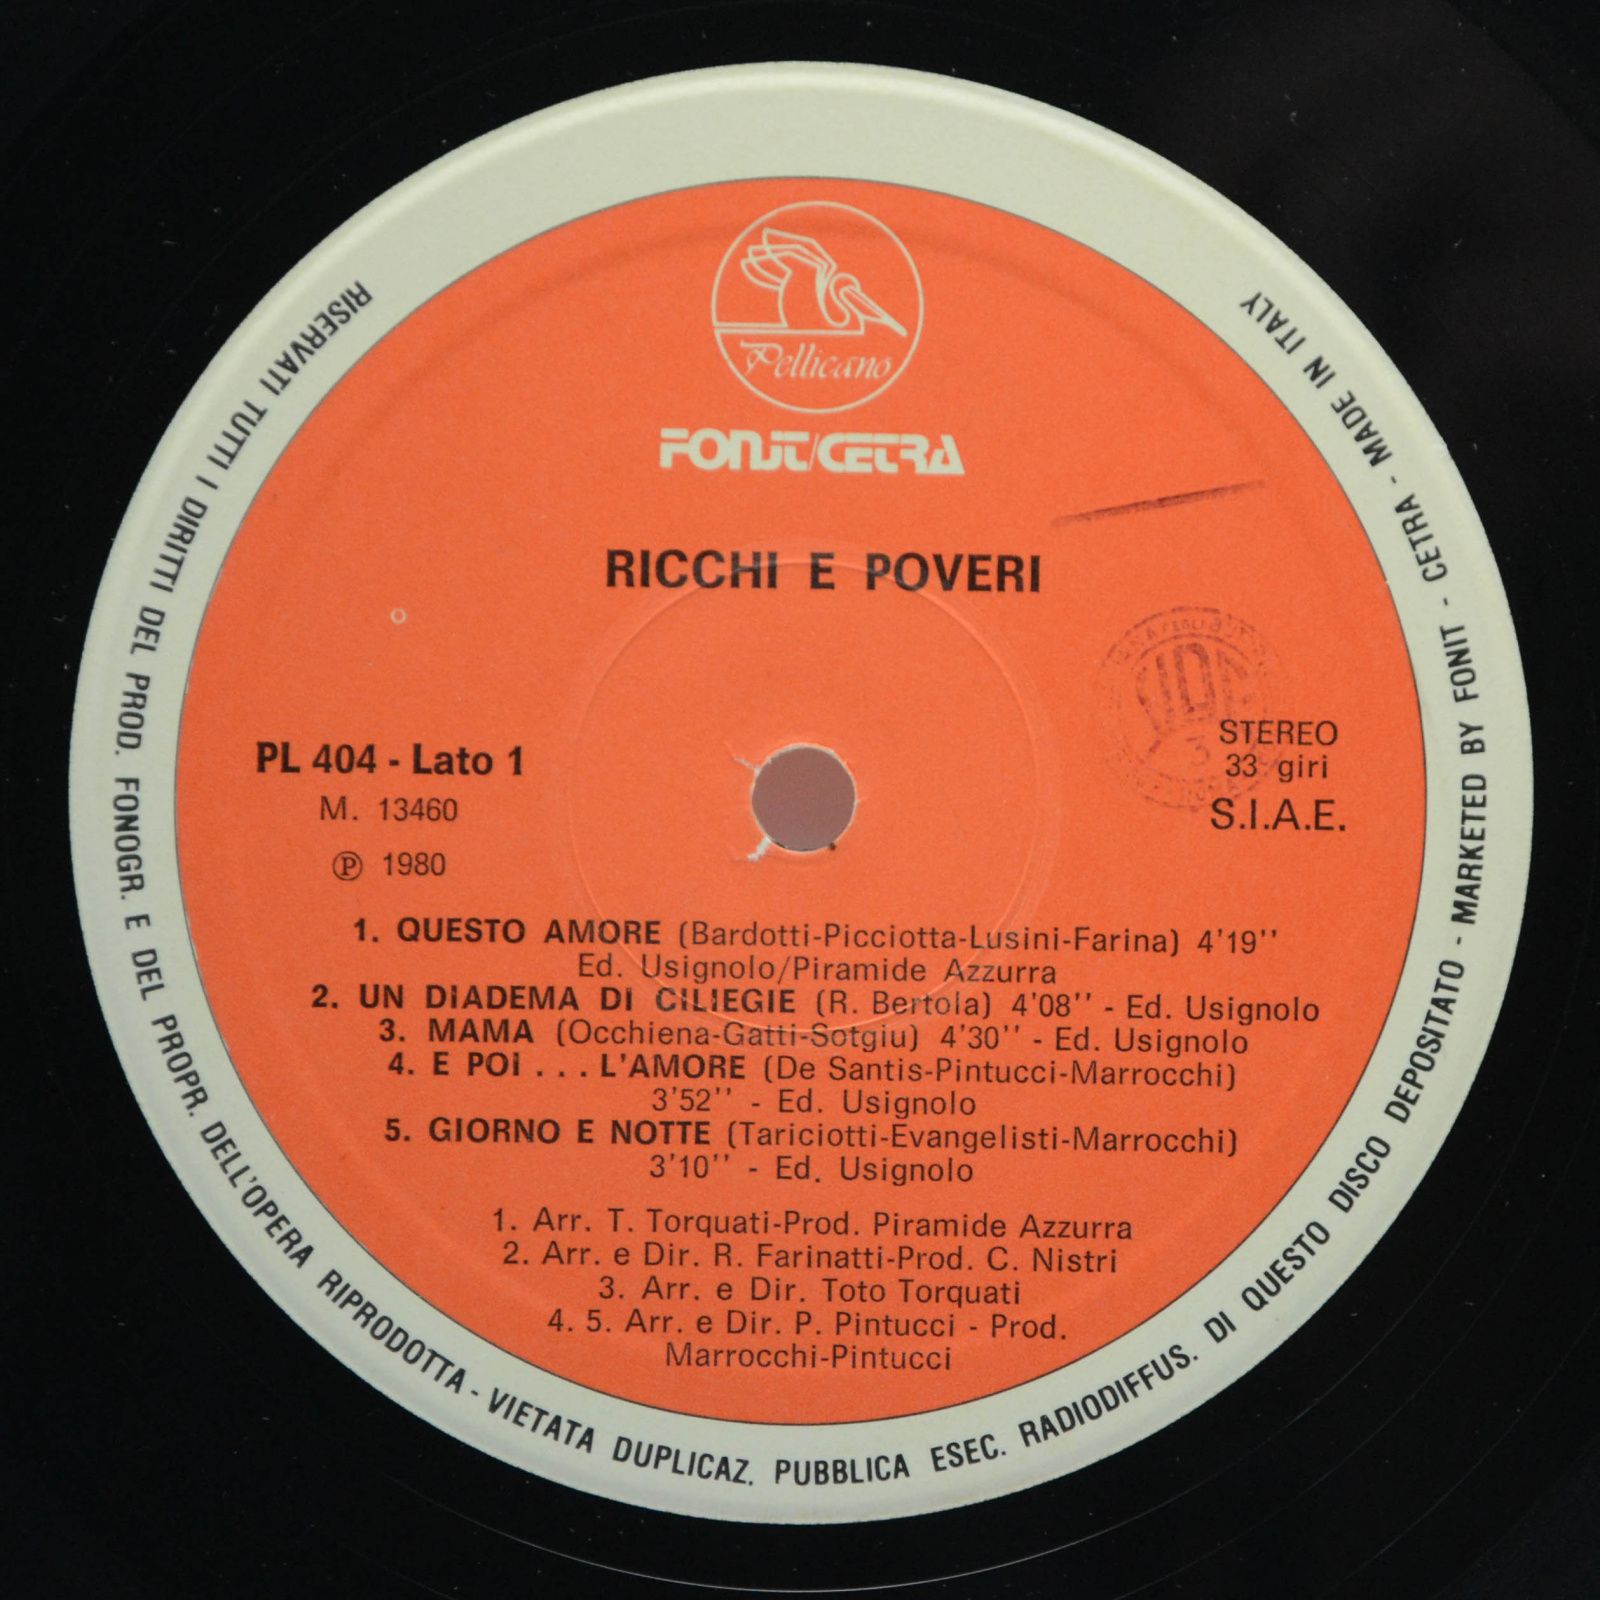 Pellicano
FONIT/CETRA
RICCHI E POVERI
PL 404 - Lato 1
M. 13460
℗ 1980
STEREO
33 giri
S.I.A.E.
1. QUESTO AMORE (Bardotti-Picciotta-Lusini-Farina) 4'19''
Ed. Usignolo/Piramide Azzurra
2. UN DIADEMA DI CILIEGIE (R. Bertola) 4'08'' - Ed. Usignolo
3. MAMA (Occhiena-Gatti-Sotgiu) 4'30'' - Ed. Usignolo
4. E POI . . . L'AMORE (De Santis-Pintucci-Marrocchi)
3'52'' - Ed. Usignolo
5. GIORNO E NOTTE (Tariciotti-Evangelisti-Marrocchi)
3'10'' - Ed. Usignolo
1. Arr. T. Torquati-Prod. Piramide Azzurra
2. Arr. e Dir. R. Farinatti-Prod. C. Nistri
3. Arr. e Dir. Toto Torquati
4. 5. Arr. e Dir. P. Pintucci - Prod.
Marrocchi-Pintucci
RISERVATI TUTTI I DIRITTI DEL PROD. FONOGR. E DEL PROPR. DELL'OPERA RIPRODOTTA - VIETATA DUPLICAZ. PUBBLICA ESEC. RADIODIFFUS. DI QUESTO DISCO DEPOSITATO - MARKETED BY FONIT - CETRA - MADE IN ITALY